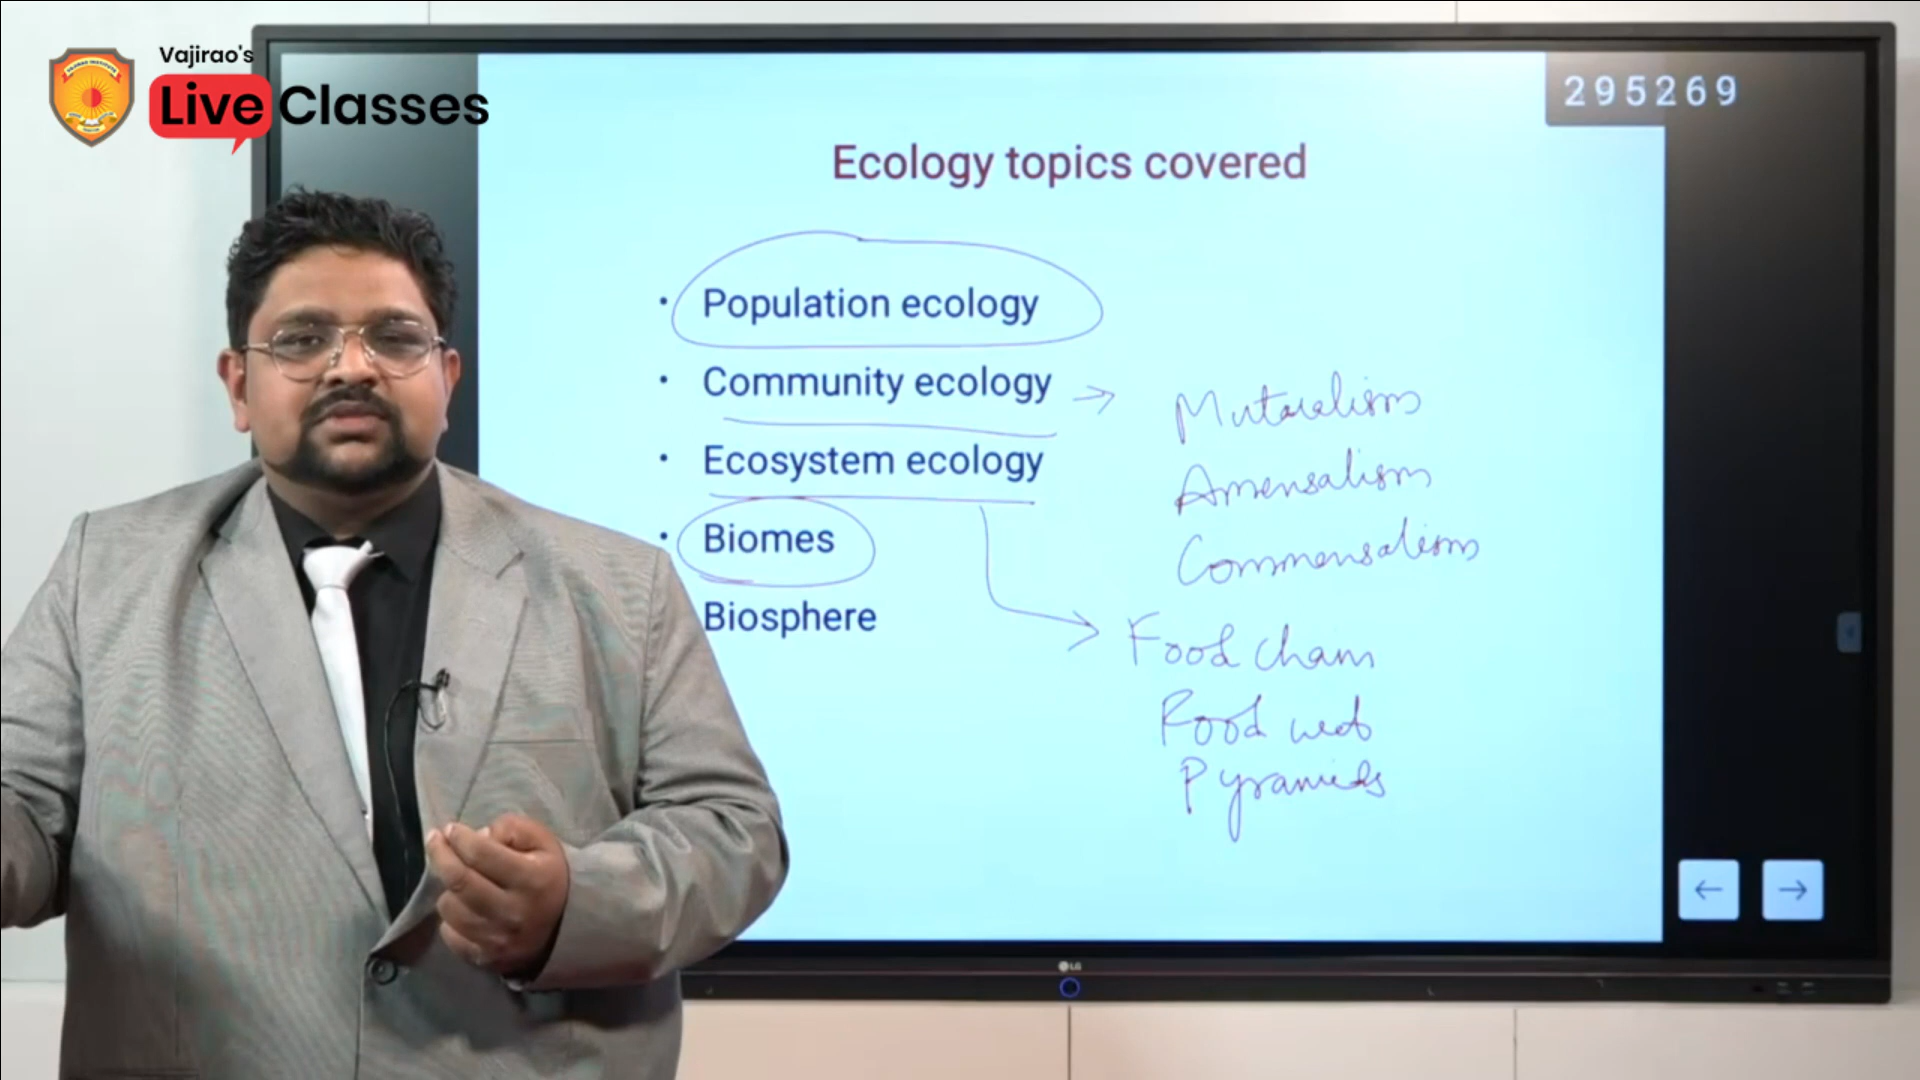 Vajirao's
Live Classes
295269
Ecology topics covered
• Population ecology
• Community ecology → Mutualism
Amensalism
• Ecosystem ecology
Commensalism
• Biomes
Biosphere
Food chain
Food web
Pyramids
LG